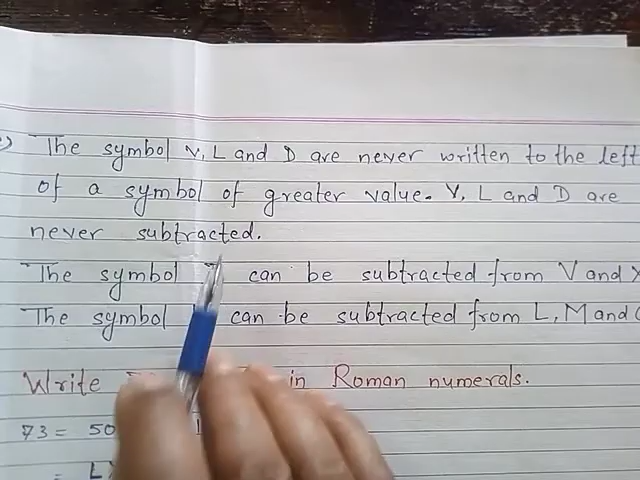 The symbol V, L and D are never written to the left
of a symbol of greater value. V, L and D are
never subtracted.
The symbol can be subtracted from V and X
The symbol can be subtracted from L, M and C
Write in Roman numerals.
73 = 50
= L